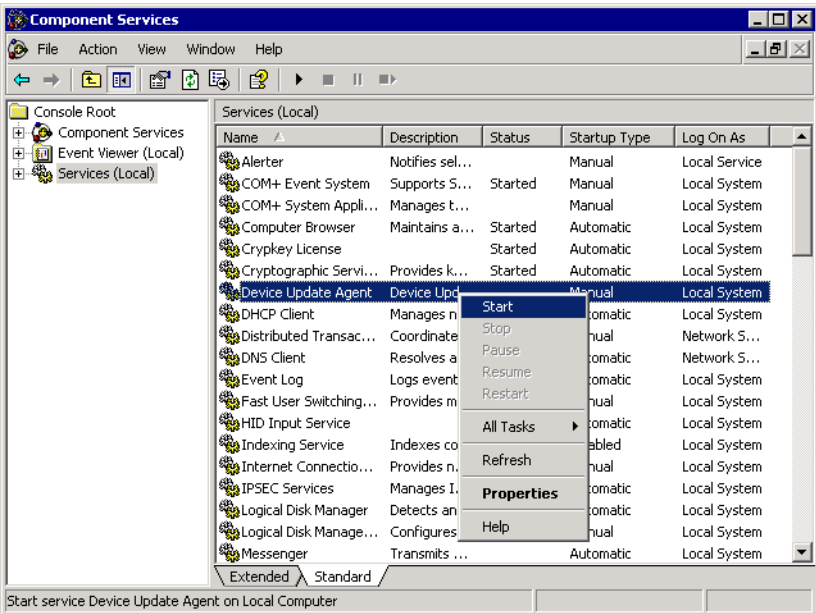 Component Services
File Action View Window Help
Console Root
Component Services
Event Viewer (Local)
Services (Local)
Services (Local)
Name Description Status Startup Type Log On As
Alerter Notifies sel... Manual Local Service
COM+ Event System Supports S... Started Manual Local System
COM+ System Appli... Manages t... Manual Local System
Computer Browser Maintains a... Started Automatic Local System
Crypkey License Started Automatic Local System
Cryptographic Servi... Provides k... Started Automatic Local System
Device Update Agent Device Upd... Manual Local System
DHCP Client Manages n Local System
Distributed Transac... Coordinate Network S...
DNS Client Resolves a Network S...
Event Log Logs event Local System
Fast User Switching... Provides m Local System
HID Input Service Local System
Indexing Service Indexes co Local System
Internet Connectio... Provides n. Local System
IPSEC Services Manages I. Local System
Logical Disk Manager Detects an Local System
Logical Disk Manage... Configures Local System
Messenger Transmits ... Automatic Local System
Start
Stop
Pause
Resume
Restart
All Tasks
Refresh
Properties
Help
Extended Standard
Start service Device Update Agent on Local Computer